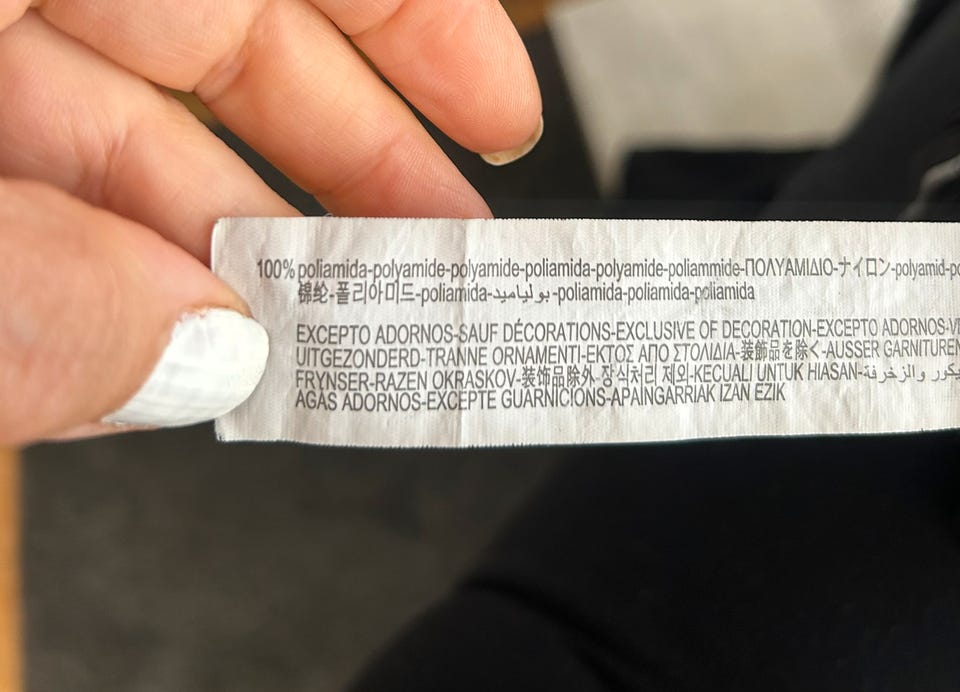 100% poliamida-polyamide-polyamide-poliamida-polyamide-poliammide-ΠΟΛΥΑΜΙΔΙΟ-ナイロン-polyamid-po
锦纶-폴리아미드-poliamida-بولياميد-poliamida-poliamida-poliamida
EXCEPTO ADORNOS-SAUF DÉCORATIONS-EXCLUSIVE OF DECORATION-EXCEPTO ADORNOS-VE
UITGEZONDERD-TRANNE ORNAMENTI-ΕΚΤΟΣ ΑΠΟ ΣΤΟΛΙΔΙΑ-装飾品を除く-AUSSER GARNITUREN
FRYNSER-RAZEN OKRASKOV-装饰品除外-장식처리 제외-KECUALI UNTUK HIASAN-يكور والزخرفة
AGAS ADORNOS-EXCEPTE GUARNICIONS-APAINGARRIAK IZAN EZIK